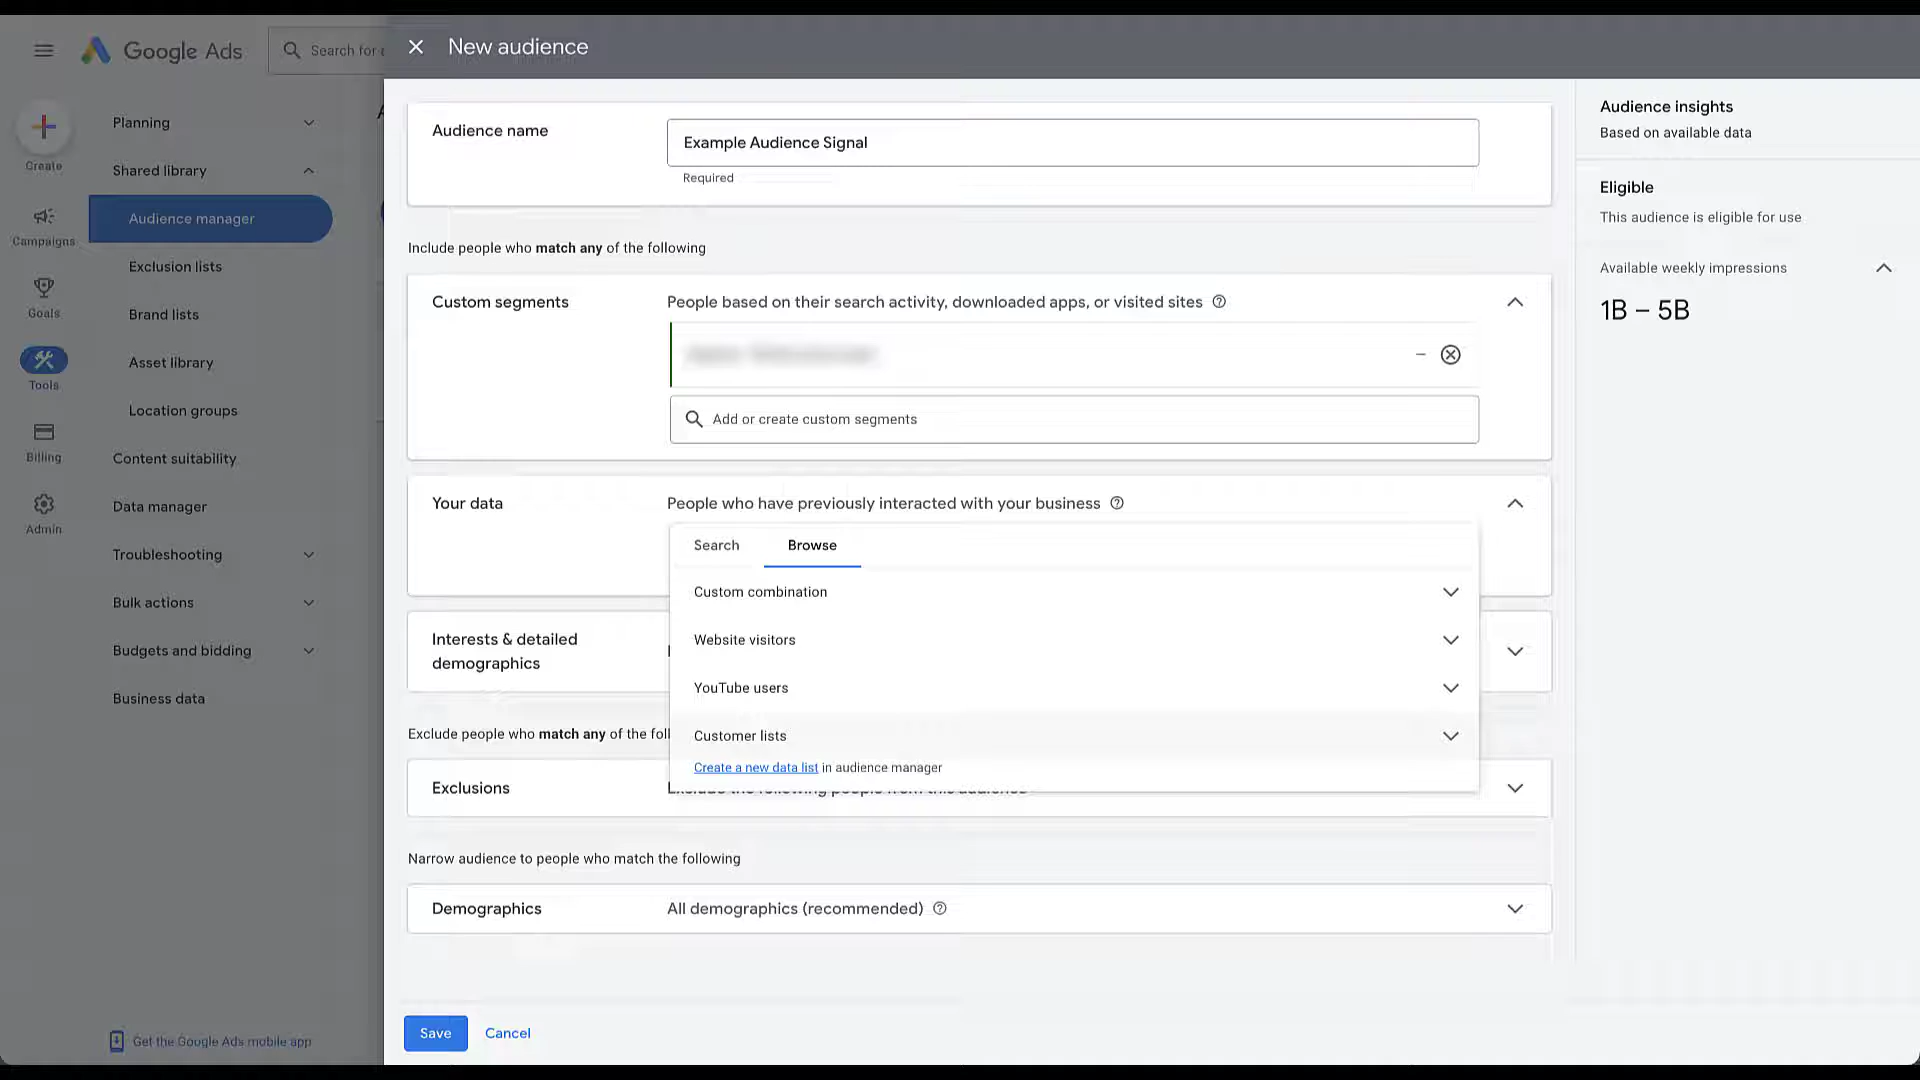 Google Ads
Search for
New audience
Create
Campaigns
Goals
Tools
Billing
Admin
Planning
Shared library
Audience manager
Exclusion lists
Brand lists
Asset library
Location groups
Content suitability
Data manager
Troubleshooting
Bulk actions
Budgets and bidding
Business data
Get the Google Ads mobile app
Audience name
Example Audience Signal
Required
Include people who match any of the following
Custom segments
People based on their search activity, downloaded apps, or visited sites
Add or create custom segments
Your data
People who have previously interacted with your business
Search
Browse
Custom combination
Website visitors
YouTube users
Customer lists
Create a new data list in audience manager
Interests & detailed
demographics
Exclude people who match any of the
Exclusions
Exclude the following people from this audience
Narrow audience to people who match the following
Demographics
All demographics (recommended)
Save
Cancel
Audience insights
Based on available data
Eligible
This audience is eligible for use
Available weekly impressions
1B – 5B